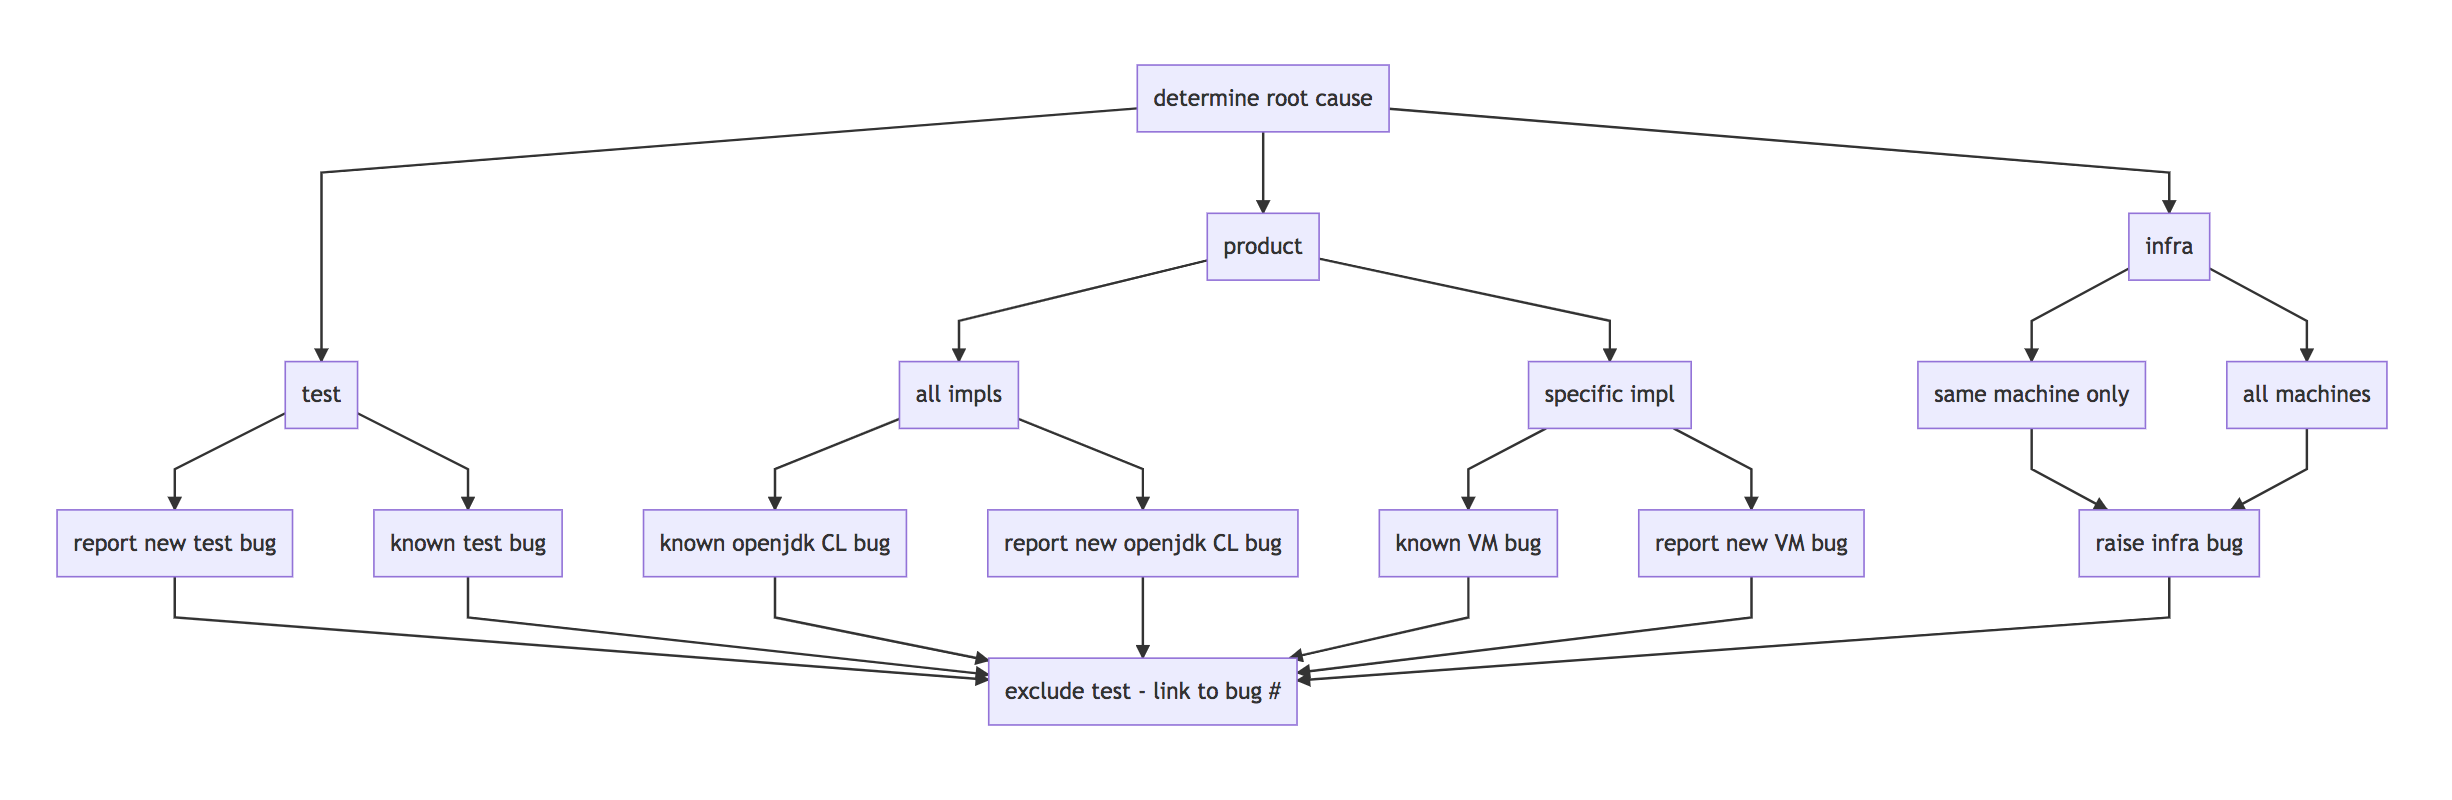 determine root cause
product
infra
test
all impls
specific impl
same machine only
all machines
report new test bug
known test bug
known openjdk CL bug
report new openjdk CL bug
known VM bug
report new VM bug
raise infra bug
exclude test - link to bug #